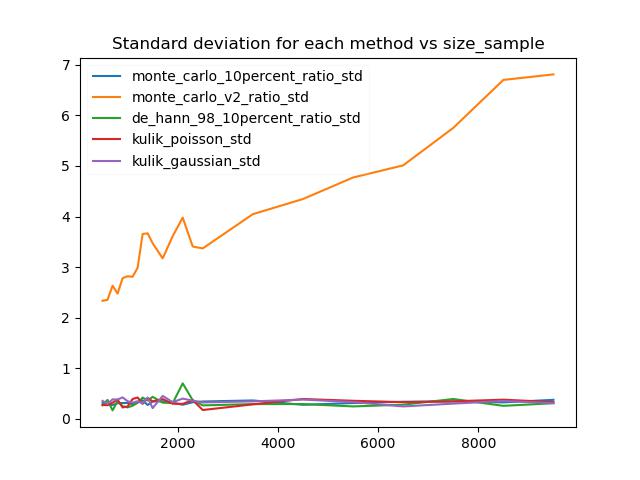 Standard deviation for each method vs size_sample
monte_carlo_10percent_ratio_std
monte_carlo_v2_ratio_std
de_hann_98_10percent_ratio_std
kulik_poisson_std
kulik_gaussian_std
7
6
5
4
3
2
1
0
2000 4000 6000 8000